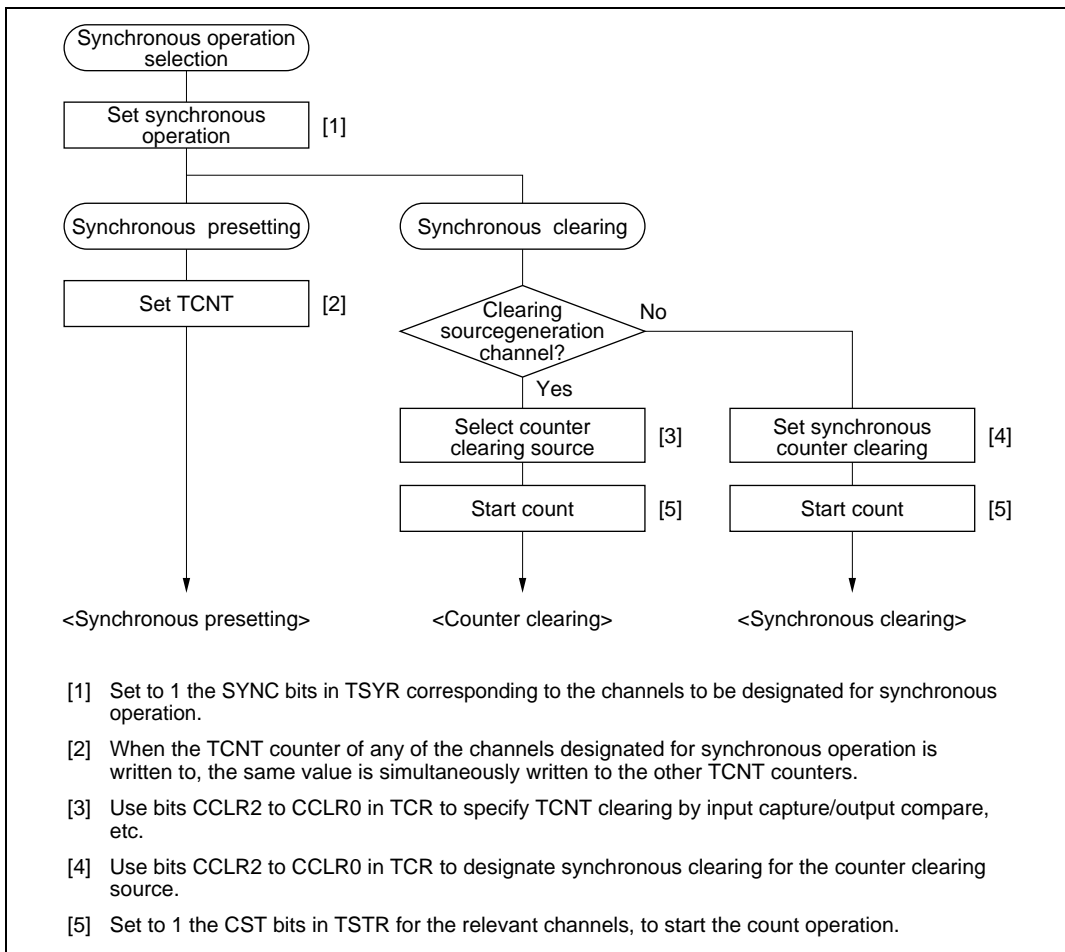 Synchronous operation
selection
Set synchronous
operation
[1]
Synchronous presetting
Synchronous clearing
Set TCNT
[2]
Clearing
sourcegeneration
channel?
No
Yes
Select counter
clearing source
[3]
Set synchronous
counter clearing
[4]
Start count
[5]
Start count
[5]
<Synchronous presetting>
<Counter clearing>
<Synchronous clearing>
[1] Set to 1 the SYNC bits in TSYR corresponding to the channels to be designated for synchronous
operation.
[2] When the TCNT counter of any of the channels designated for synchronous operation is
written to, the same value is simultaneously written to the other TCNT counters.
[3] Use bits CCLR2 to CCLR0 in TCR to specify TCNT clearing by input capture/output compare,
etc.
[4] Use bits CCLR2 to CCLR0 in TCR to designate synchronous clearing for the counter clearing
source.
[5] Set to 1 the CST bits in TSTR for the relevant channels, to start the count operation.